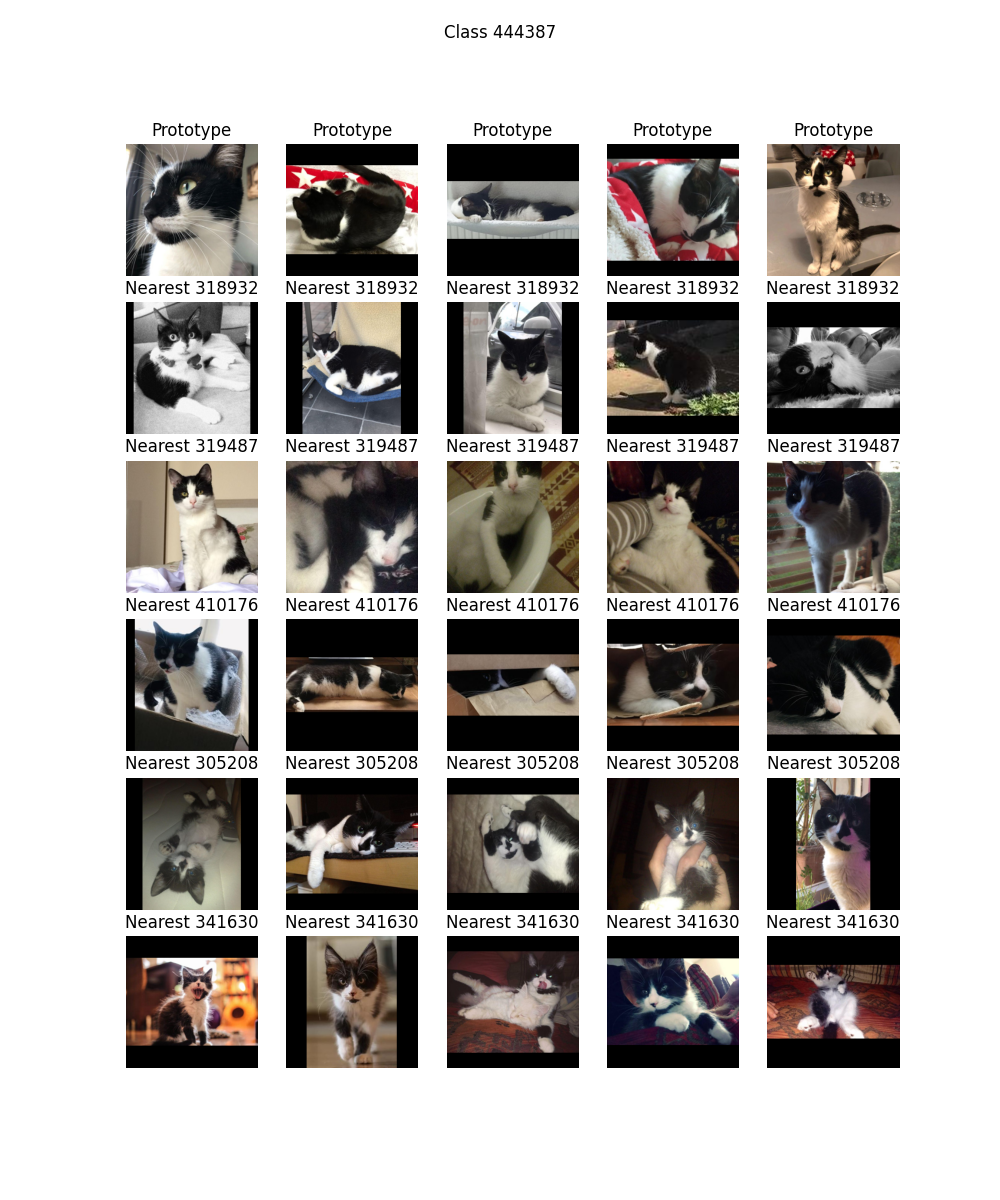 Class 444387
Prototype Prototype Prototype Prototype Prototype
Nearest 318932 Nearest 318932 Nearest 318932 Nearest 318932 Nearest 318932
Nearest 319487 Nearest 319487 Nearest 319487 Nearest 319487 Nearest 319487
Nearest 410176 Nearest 410176 Nearest 410176 Nearest 410176 Nearest 410176
Nearest 305208 Nearest 305208 Nearest 305208 Nearest 305208 Nearest 305208
Nearest 341630 Nearest 341630 Nearest 341630 Nearest 341630 Nearest 341630